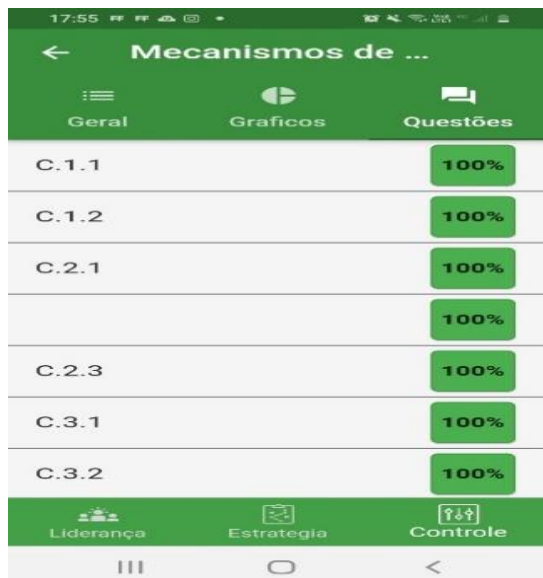 17:55
← Mecanismos de ...
Geral Graficos Questões
C.1.1 100%
C.1.2 100%
C.2.1 100%
100%
C.2.3 100%
C.3.1 100%
C.3.2 100%
Liderança Estrategia Controle